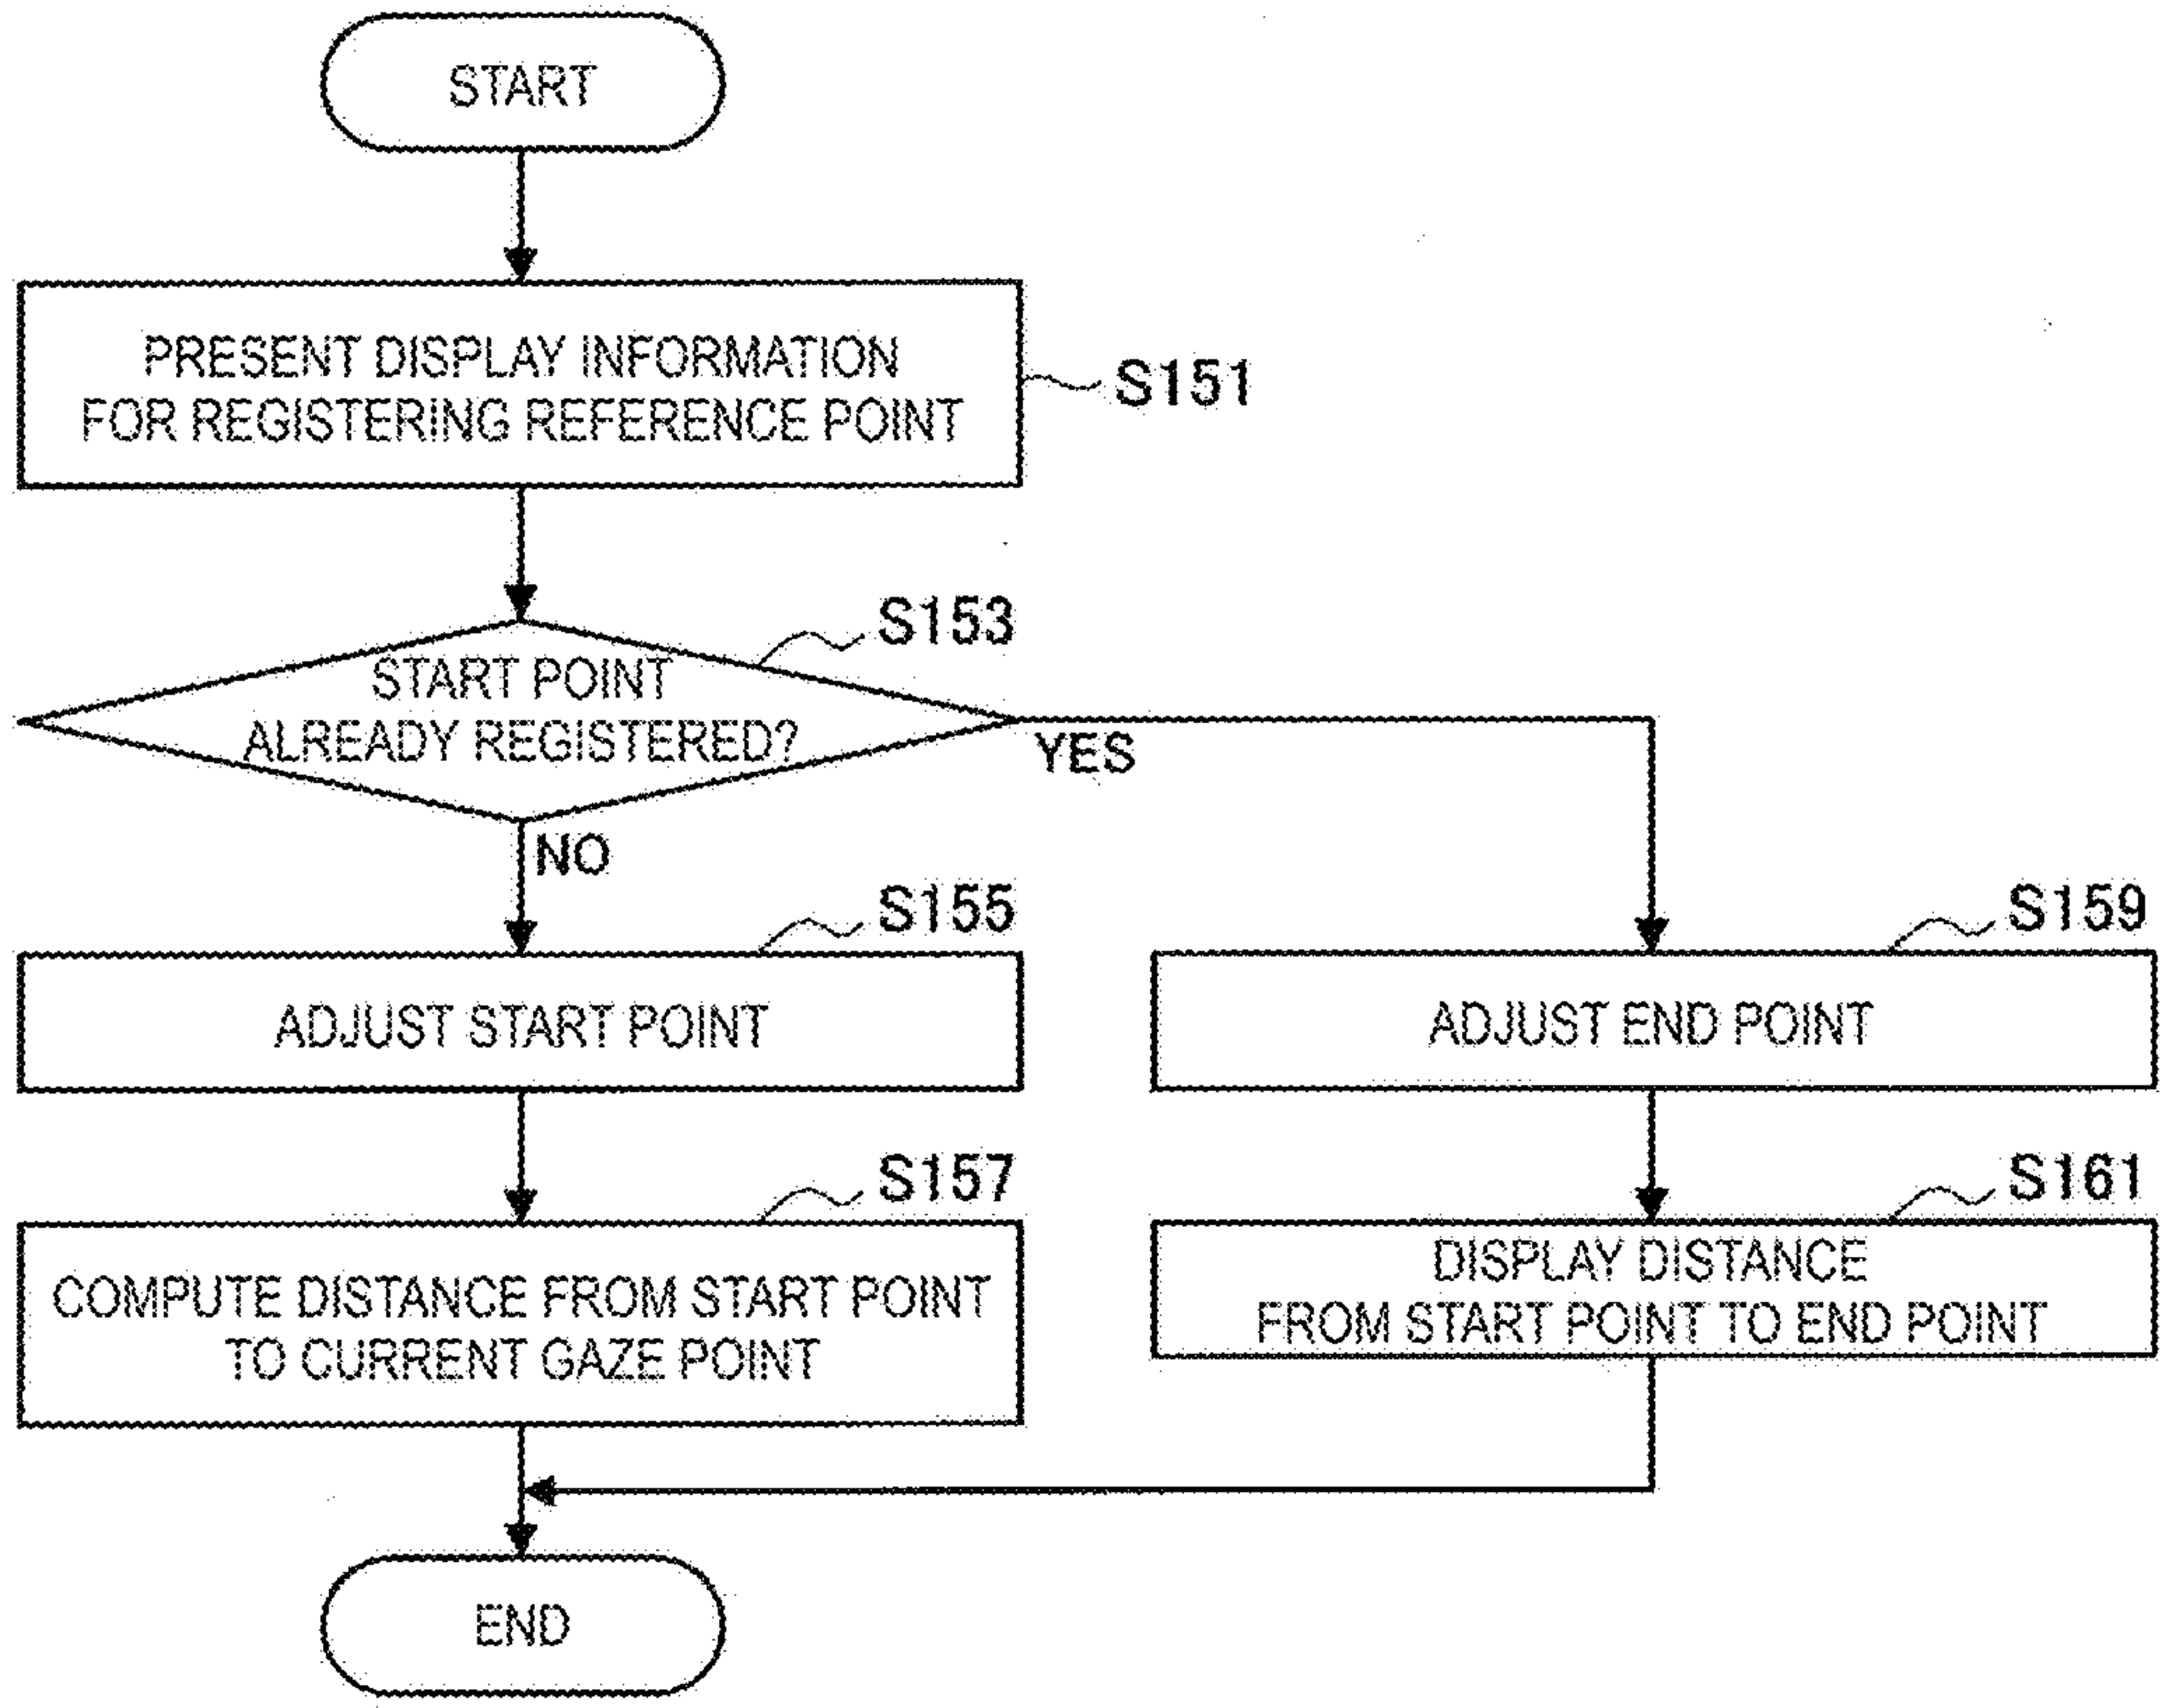 START
PRESENT DISPLAY INFORMATION
FOR REGISTERING REFERENCE POINT
S151
S153
START POINT
ALREADY REGISTERED?
YES
NO
S155
ADJUST START POINT
S159
ADJUST END POINT
S157
COMPUTE DISTANCE FROM START POINT
TO CURRENT GAZE POINT
S161
DISPLAY DISTANCE
FROM START POINT TO END POINT
END